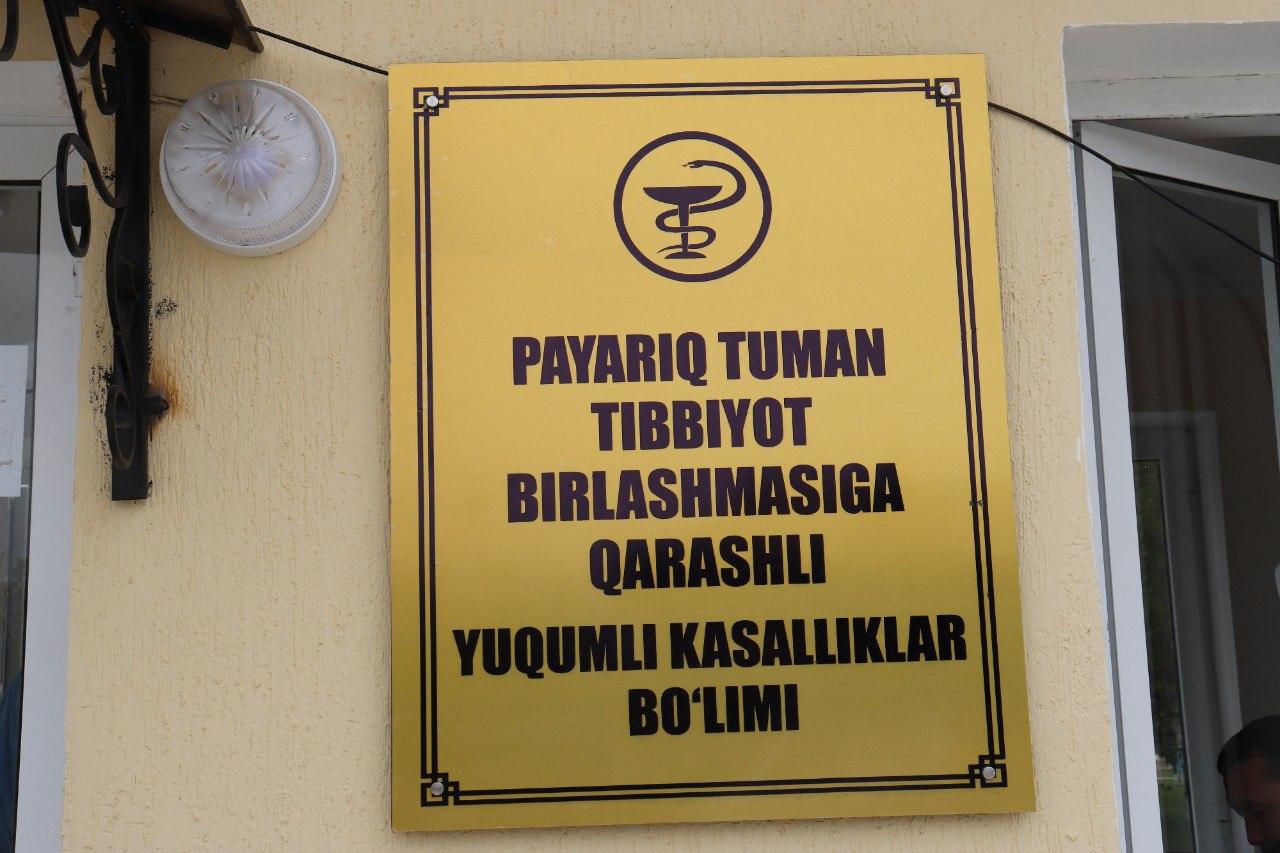 PAYARIQ TUMAN
TIBBIYOT
BIRLASHMASIGA
QARASHLI
YUQUMLI KASALLIKLAR
BO‘LIMI